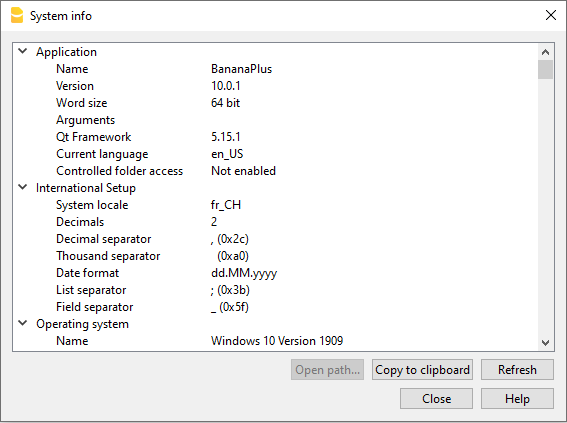 System info
Application
Name BananaPlus
Version 10.0.1
Word size 64 bit
Arguments
Qt Framework 5.15.1
Current language en_US
Controlled folder access Not enabled
International Setup
System locale fr_CH
Decimals 2
Decimal separator , (0x2c)
Thousand separator (0xa0)
Date format dd.MM.yyyy
List separator ; (0x3b)
Field separator _ (0x5f)
Operating system
Name Windows 10 Version 1909
Open path... Copy to clipboard Refresh
Close Help